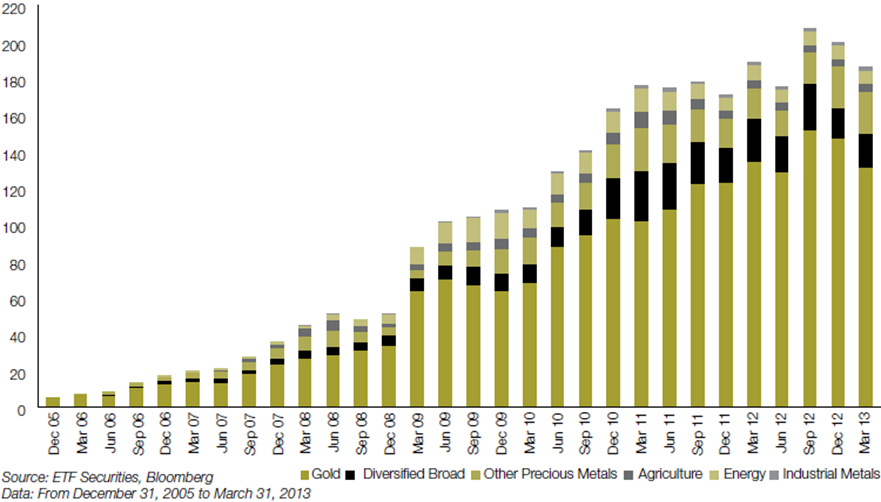 220
200
180
160
140
120
100
80
60
40
20
0
Dec 05
Mar 06
Jun 06
Sep 06
Dec 06
Mar 07
Jun 07
Sep 07
Dec 07
Mar 08
Jun 08
Sep 08
Dec 08
Mar 09
Jun 09
Sep 09
Dec 09
Mar 10
Jun 10
Sep 10
Dec 10
Mar 11
Jun 11
Sep 11
Dec 11
Mar 12
Jun 12
Sep 12
Dec 12
Mar 13
Source: ETF Securities, Bloomberg
Gold Diversified Broad Other Precious Metals Agriculture Energy Industrial Metals
Data: From December 31, 2005 to March 31, 2013